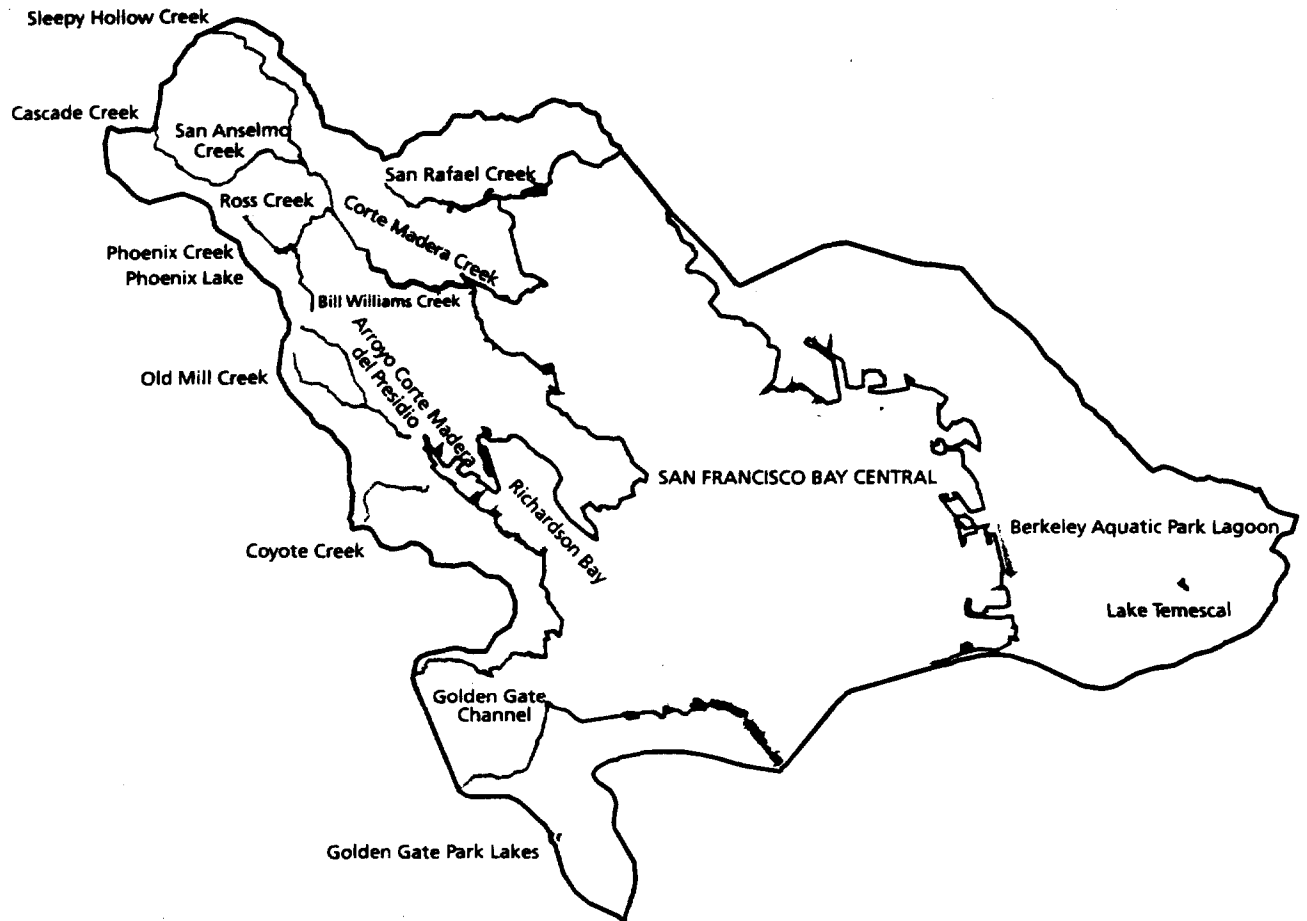 Sleepy Hollow Creek
Cascade Creek
San Anselmo
Creek
San Rafael Creek
Ross Creek
Corte Madera Creek
Phoenix Creek
Phoenix Lake
Bill Williams Creek
Arroyo Corte Madera
del Presidio
Old Mill Creek
SAN FRANCISCO BAY CENTRAL
Richardson Bay
Berkeley Aquatic Park Lagoon
Coyote Creek
Lake Temescal
Golden Gate
Channel
Golden Gate Park Lakes